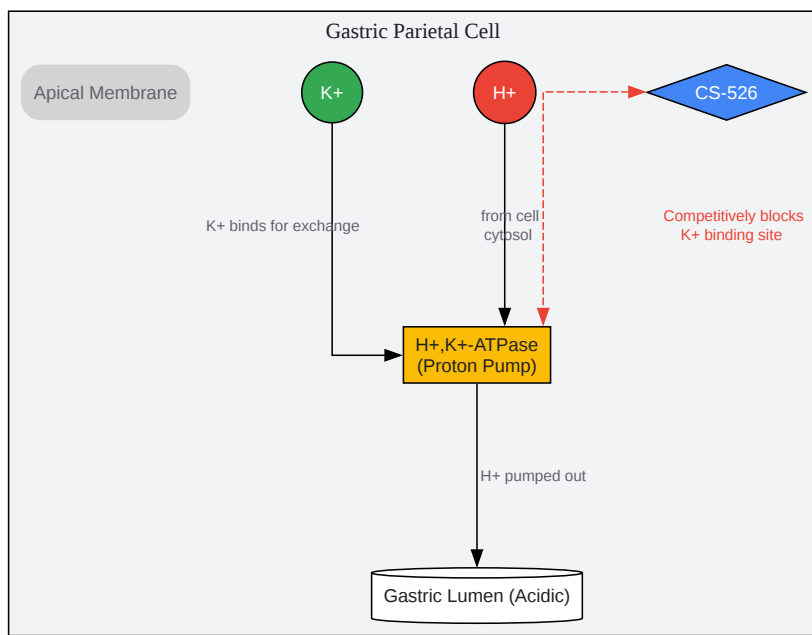 Gastric Parietal Cell
Apical Membrane
K+
H+
CS-526
K+ binds for exchange
from cell
cytosol
Competitively blocks
K+ binding site
H+,K+-ATPase
(Proton Pump)
H+ pumped out
Gastric Lumen (Acidic)